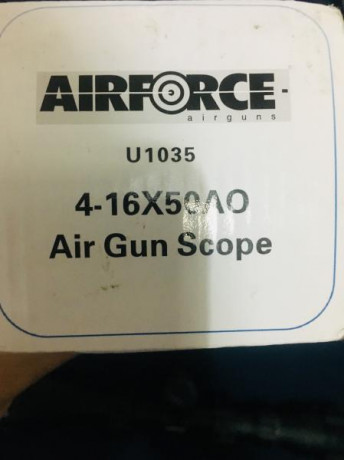 AIRFORCE
airguns
U1035
4-16X50AO
Air Gun Scope